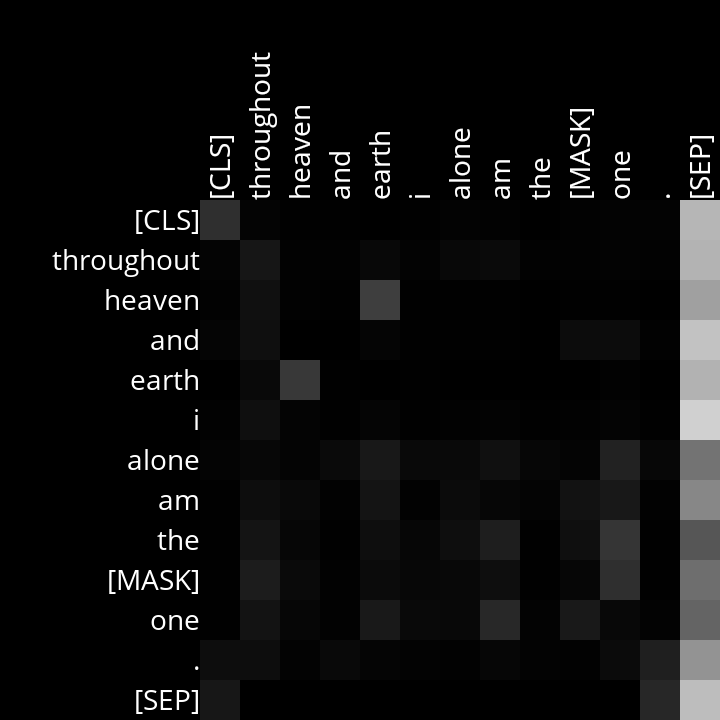 [CLS]
throughout
heaven
and
earth
i
alone
am
the
[MASK]
one
.
[SEP]
[CLS]
throughout
heaven
and
earth
i
alone
am
the
[MASK]
one
.
[SEP]